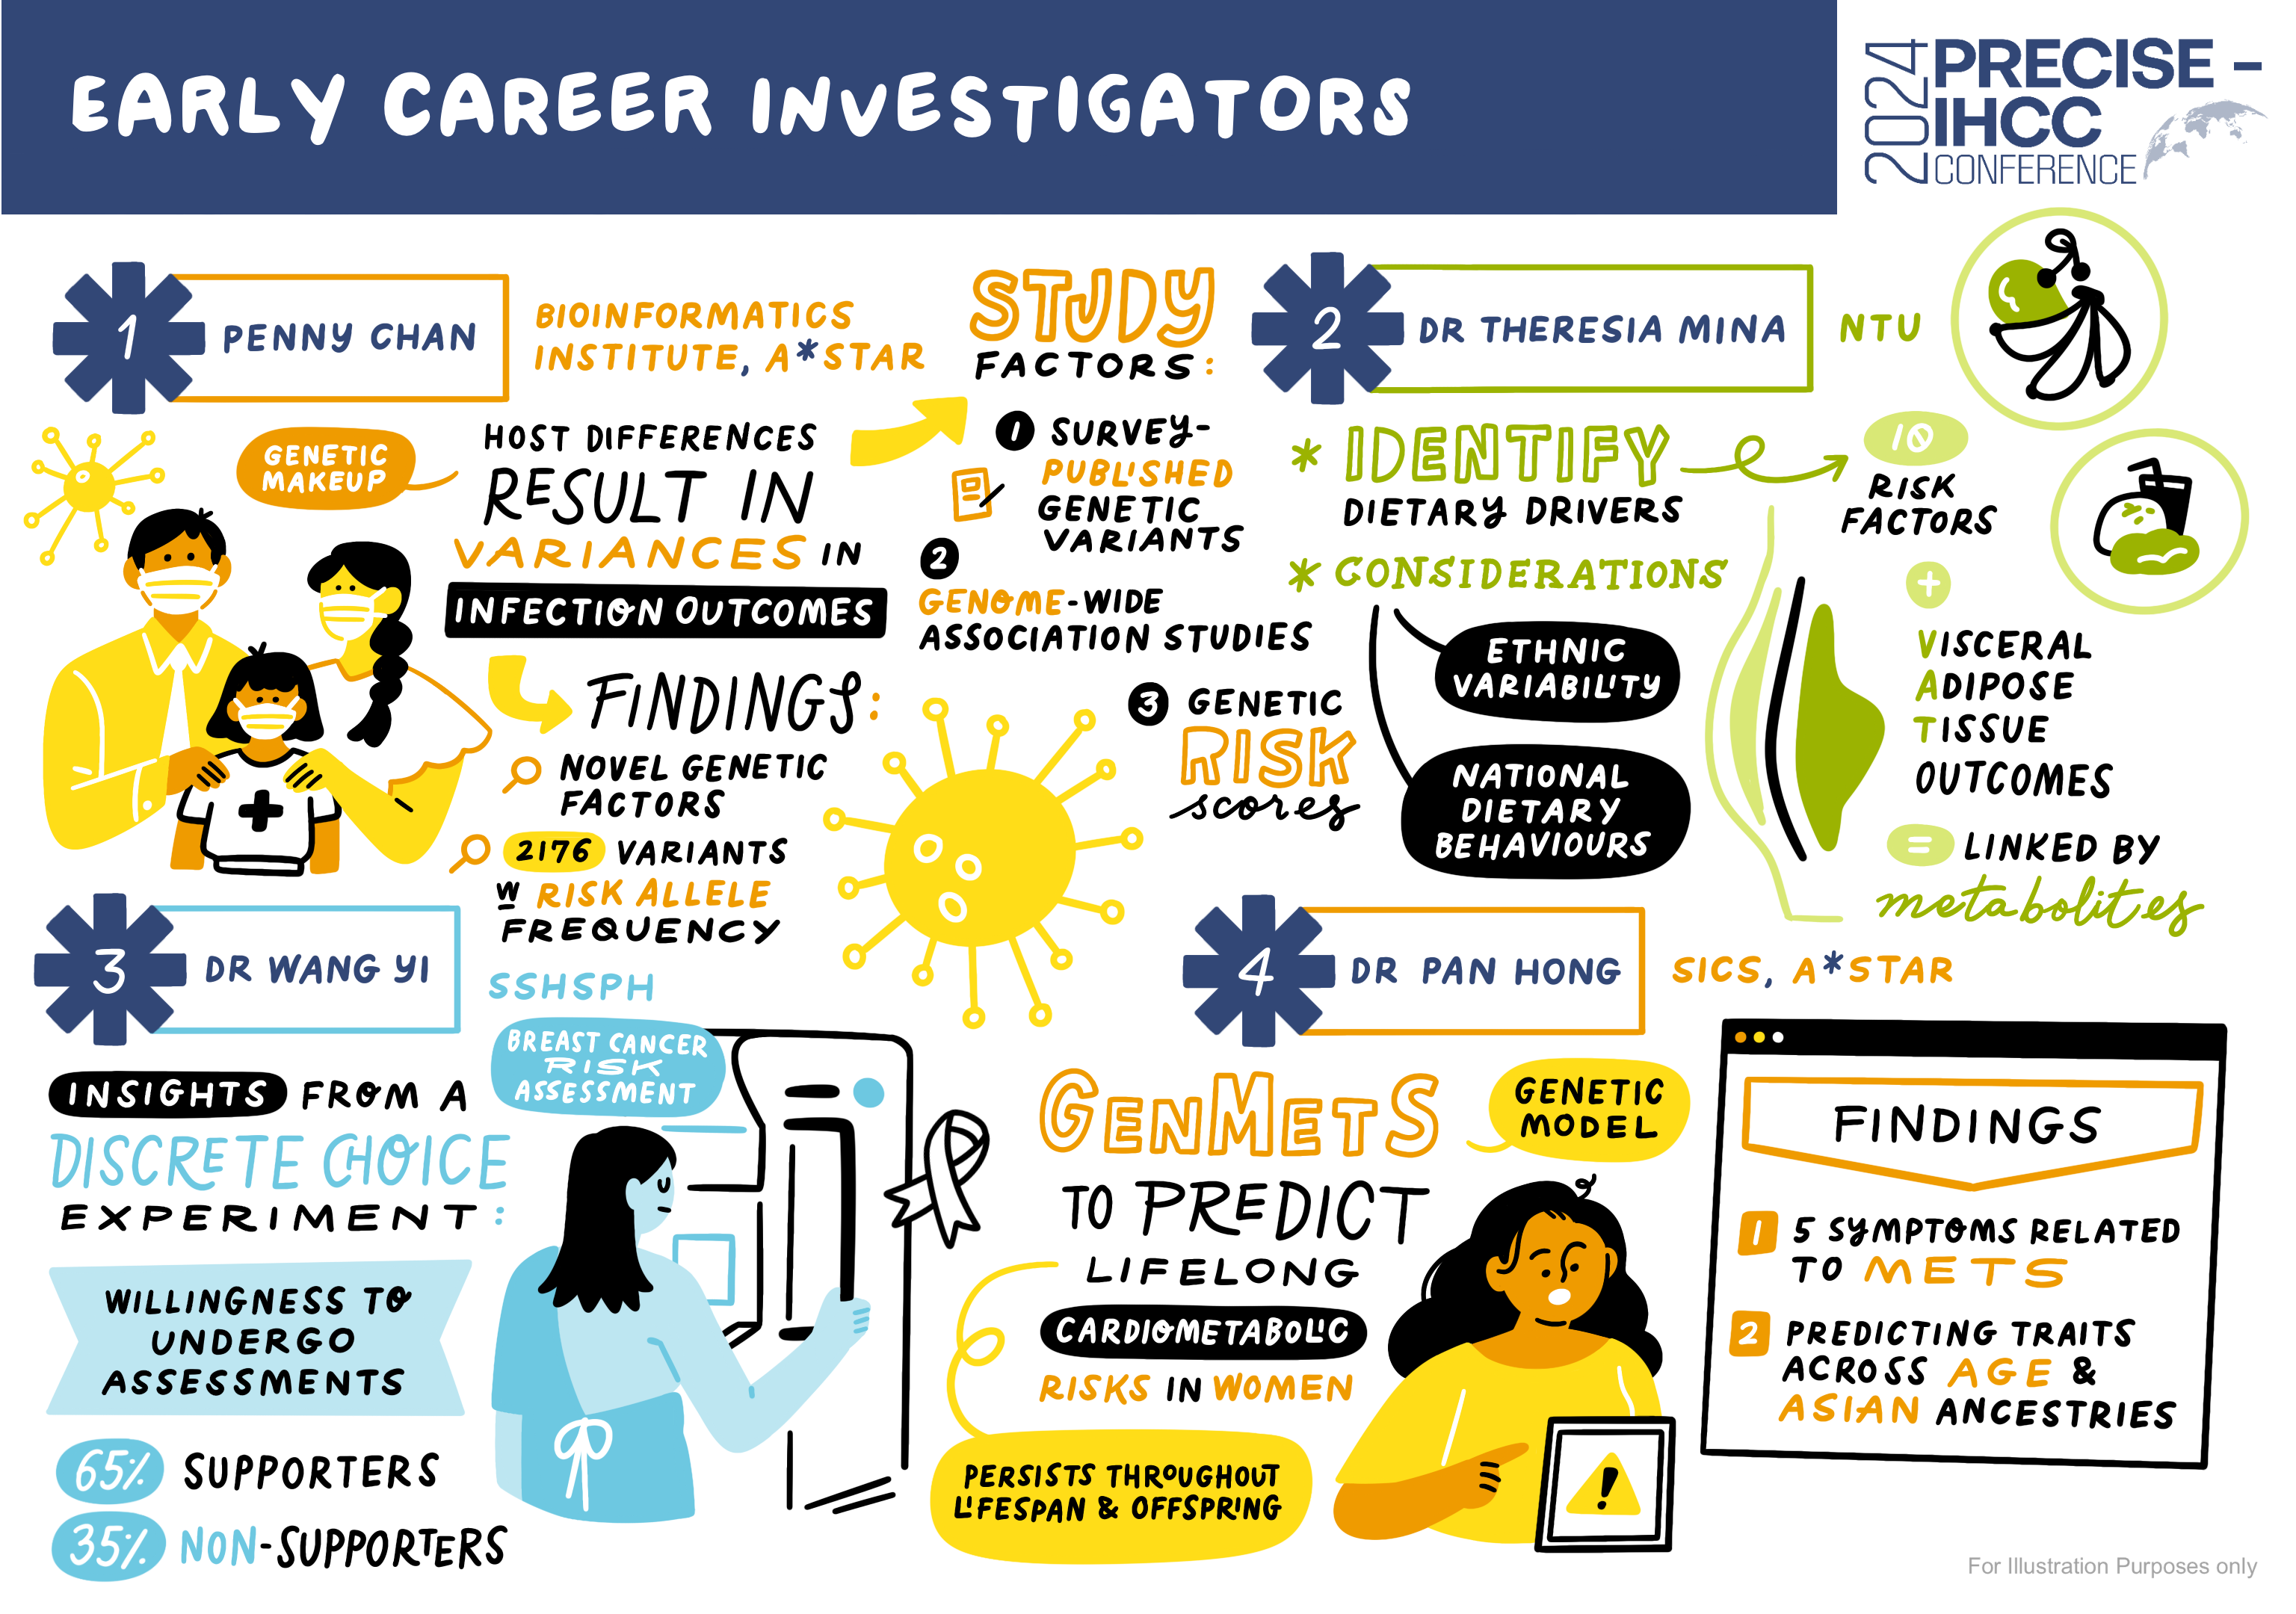 EARLY CAREER INVESTIGATORS
2024
PRECISE –
IHCC
CONFERENCE
1
PENNY CHAN
BIOINFORMATICS
INSTITUTE, A*STAR
GENETIC
MAKEUP
HOST DIFFERENCES
RESULT IN
VARIANCES IN
INFECTION OUTCOMES
FINDINGS:
NOVEL GENETIC
FACTORS
2176 VARIANTS
W RISK ALLELE
FREQUENCY
STUDY
FACTORS:
1 SURVEY-
PUBLISHED
GENETIC
VARIANTS
2
GENOME-WIDE
ASSOCIATION STUDIES
3 GENETIC
RISK
scores
2
DR THERESIA MINA
NTU
* IDENTIFY
DIETARY DRIVERS
* CONSIDERATIONS
ETHNIC
VARIABILITY
NATIONAL
DIETARY
BEHAVIOURS
10
RISK
FACTORS
+
VISCERAL
ADIPOSE
TISSUE
OUTCOMES
= LINKED BY
metabolites
3
DR WANG YI
SSHSPH
BREAST CANCER
RISK
ASSESSMENT
INSIGHTS FROM A
DISCRETE CHOICE
EXPERIMENT:
WILLINGNESS TO
UNDERGO
ASSESSMENTS
65% SUPPORTERS
35% NON-SUPPORTERS
4
DR PAN HONG
SICS, A*STAR
GENMETS
GENETIC
MODEL
TO PREDICT
LIFELONG
CARDIOMETABOLIC
RISKS IN WOMEN
PERSISTS THROUGHOUT
LIFESPAN & OFFSPRING
!
FINDINGS
1 5 SYMPTOMS RELATED
TO METS
2 PREDICTING TRAITS
ACROSS AGE &
ASIAN ANCESTRIES
For Illustration Purposes only